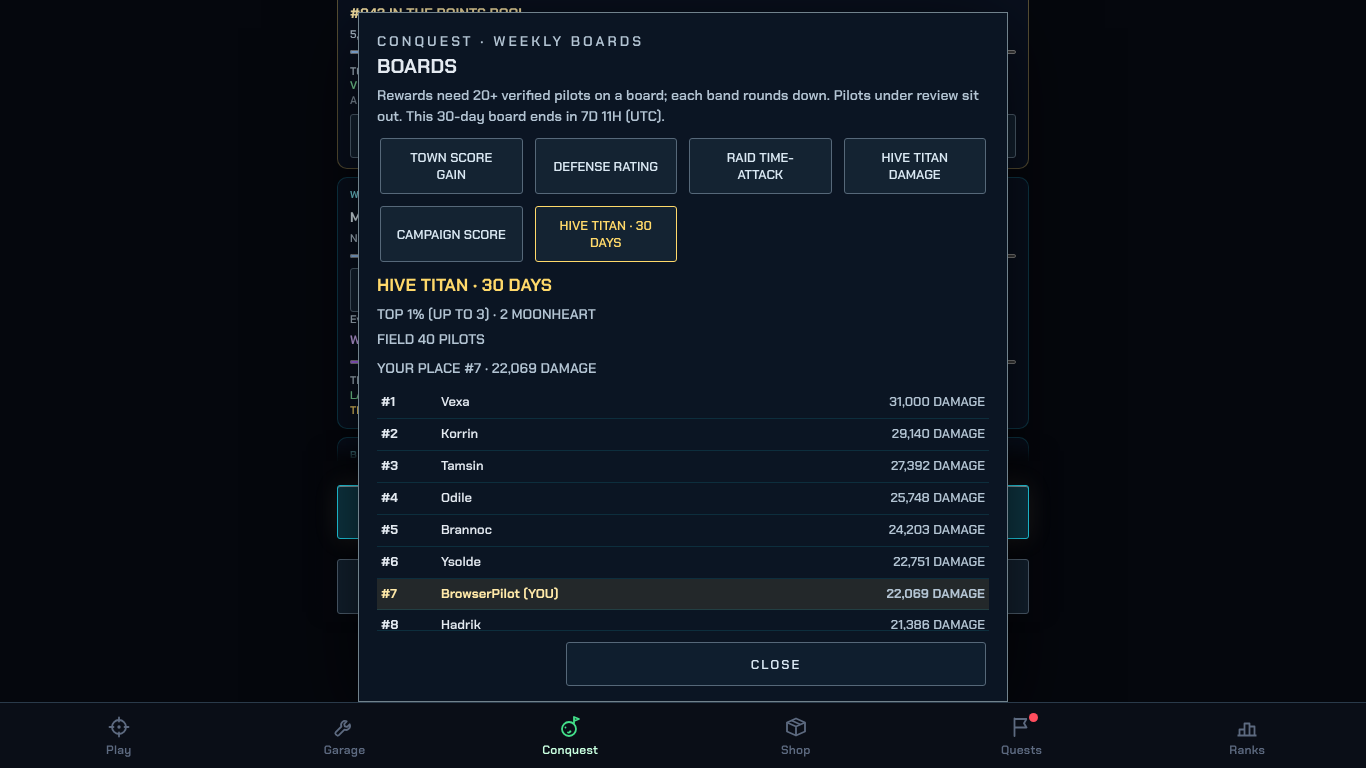 CONQUEST · WEEKLY BOARDS
BOARDS
Rewards need 20+ verified pilots on a board; each band rounds down. Pilots under review sit
out. This 30-day board ends in 7D 11H (UTC).
TOWN SCORE
GAIN
DEFENSE RATING
RAID TIME-
ATTACK
HIVE TITAN
DAMAGE
CAMPAIGN SCORE
HIVE TITAN · 30
DAYS
HIVE TITAN · 30 DAYS
TOP 1% (UP TO 3) · 2 MOONHEART
FIELD 40 PILOTS
YOUR PLACE #7 · 22,069 DAMAGE
#1 Vexa 31,000 DAMAGE
#2 Korrin 29,140 DAMAGE
#3 Tamsin 27,392 DAMAGE
#4 Odile 25,748 DAMAGE
#5 Brannoc 24,203 DAMAGE
#6 Ysolde 22,751 DAMAGE
#7 BrowserPilot (YOU) 22,069 DAMAGE
#8 Hadrik 21,386 DAMAGE
CLOSE
Play
Garage
Conquest
Shop
Quests
Ranks